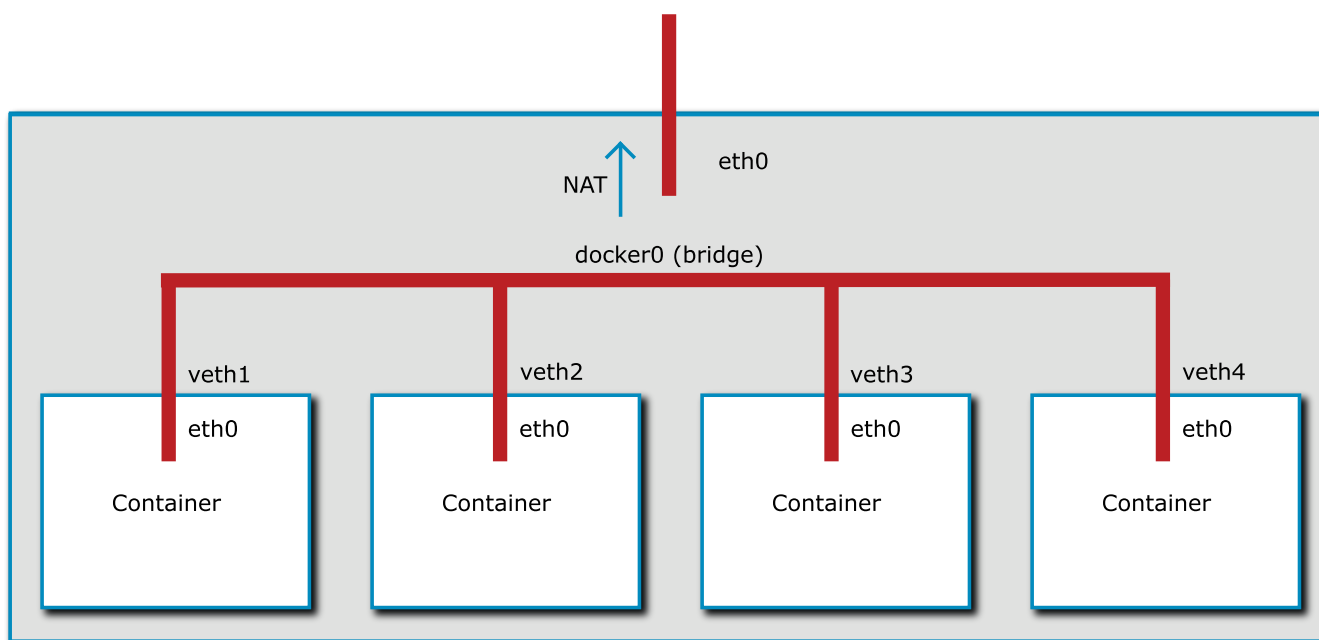 eth0
NAT
docker0 (bridge)
veth1
veth2
veth3
veth4
eth0
eth0
eth0
eth0
Container
Container
Container
Container